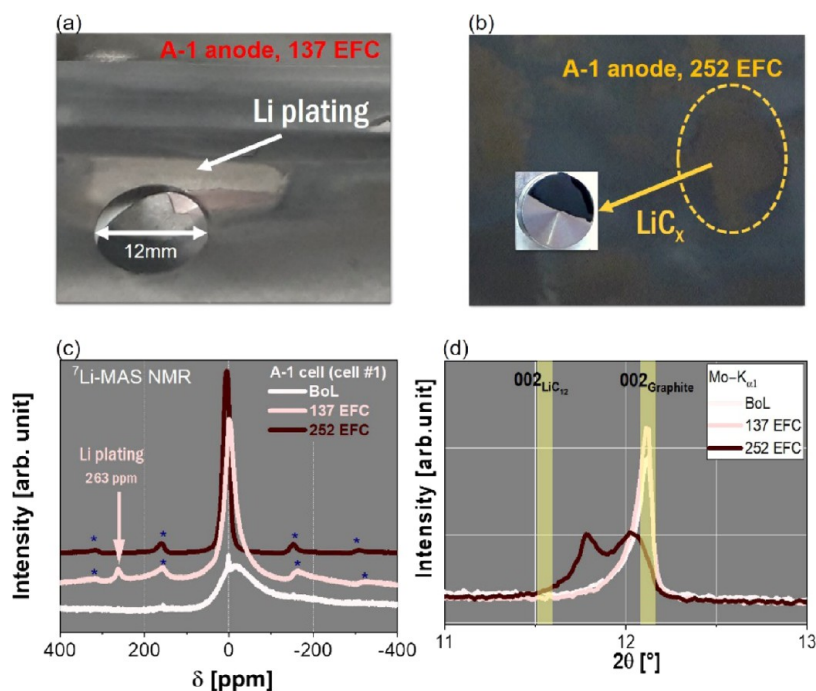 (a)
A-1 anode, 137 EFC
Li plating
12mm
(b)
A-1 anode, 252 EFC
LiCₓ
(c)
⁷Li-MAS NMR
A-1 cell (cell #1)
BoL
137 EFC
252 EFC
Li plating
263 ppm
* * * *
* * * *
Intensity [arb. unit]
400 200 0 -200 -400
δ [ppm]
(d)
002LiC₁₂
002Graphite
Mo-Kα1
BoL
137 EFC
252 EFC
Intensity [arb.unit]
11 12 13
2θ [°]